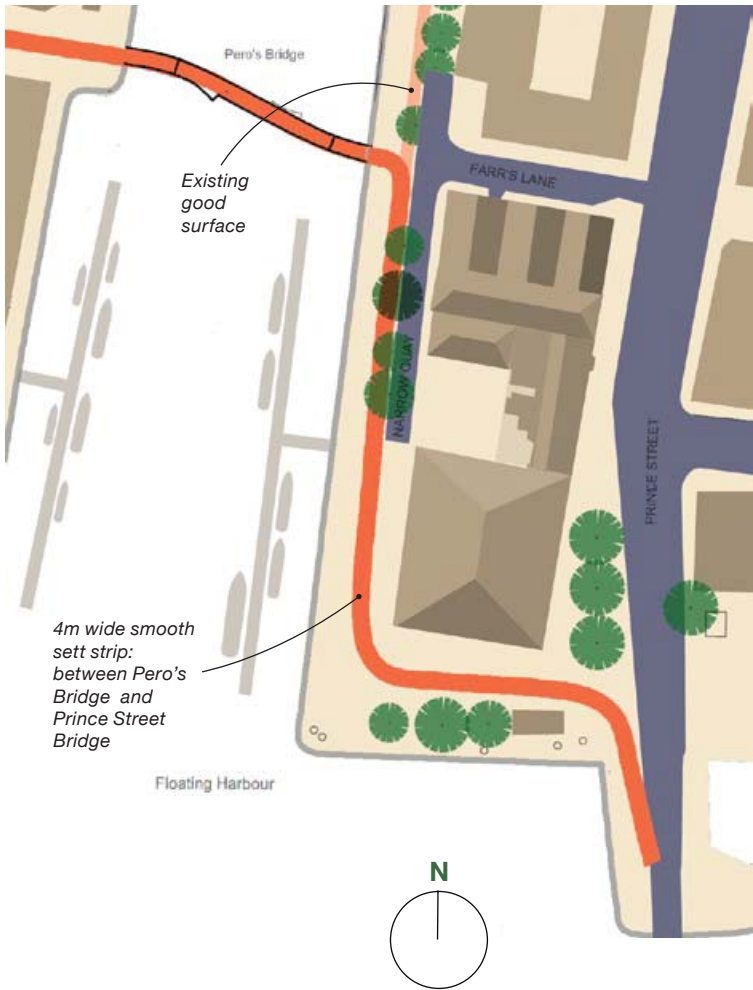 Pero's Bridge
Existing
good
surface
FARR'S LANE
NARROW QUAY
PRINCE STREET
4m wide smooth
sett strip:
between Pero's
Bridge and
Prince Street
Bridge
Floating Harbour
N